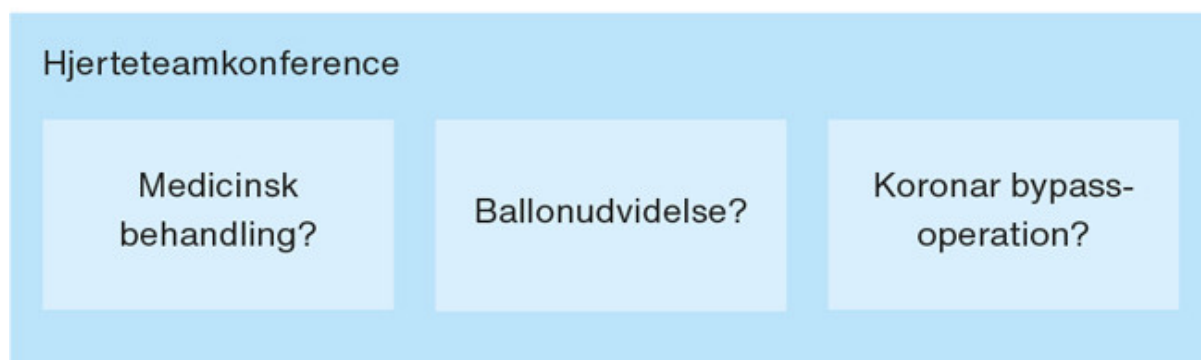 Hjerteteamkonference
Medicinsk
behandling?
Ballonudvidelse?
Koronar bypass-
operation?